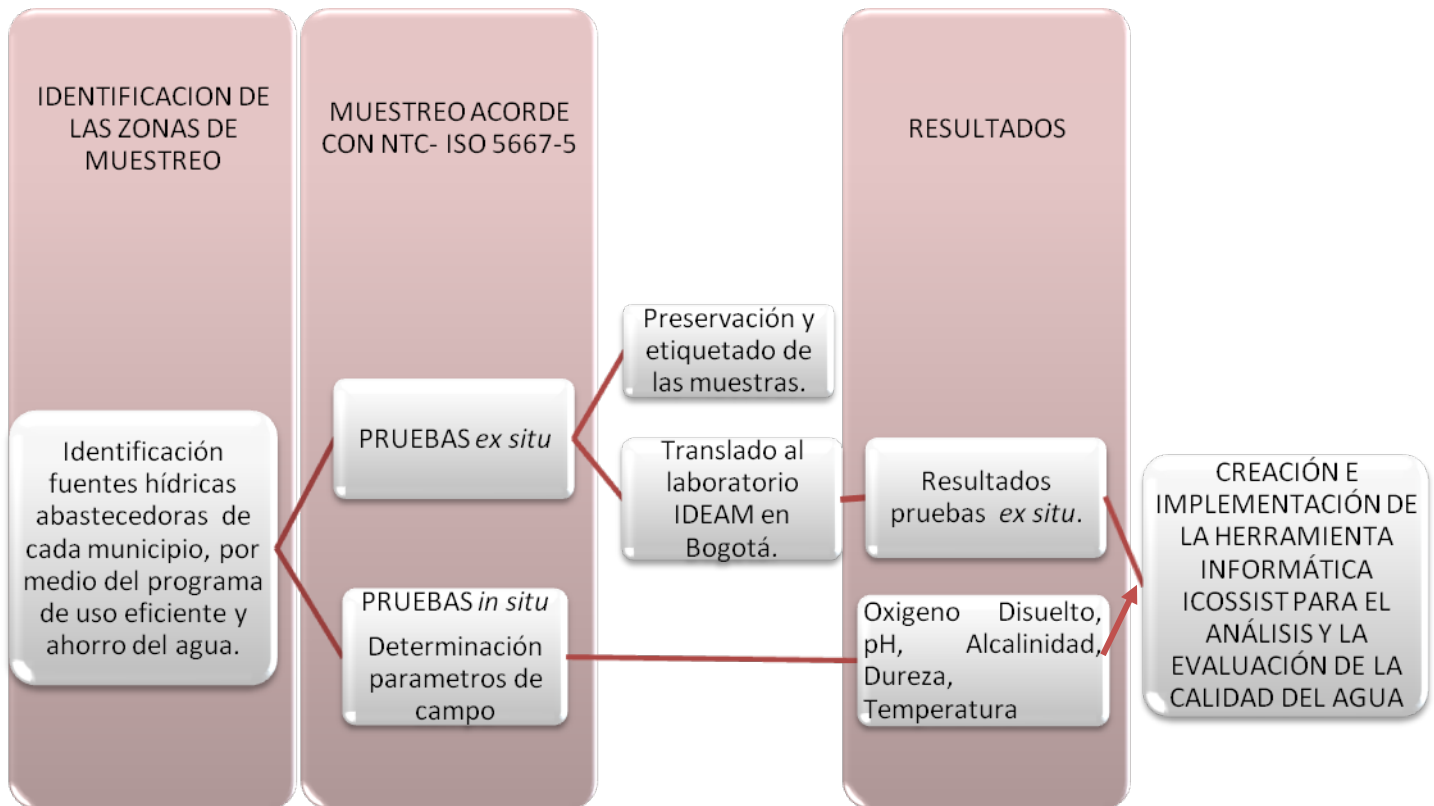 IDENTIFICACION DE
LAS ZONAS DE
MUESTREO
MUESTREO ACORDE
CON NTC- ISO 5667-5
RESULTADOS
Identificación
fuentes hídricas
abastecedoras de
cada municipio, por
medio del programa
de uso eficiente y
ahorro del agua.
PRUEBAS ex situ
PRUEBAS in situ
Determinación
parametros de
campo
Preservación y
etiquetado de
las muestras.
Translado al
laboratorio
IDEAM en
Bogotá.
Resultados
pruebas ex situ.
Oxigeno Disuelto,
pH, Alcalinidad,
Dureza,
Temperatura
CREACIÓN E
IMPLEMENTACIÓN DE
LA HERRAMIENTA
INFORMÁTICA
ICOSSIST PARA EL
ANÁLISIS Y LA
EVALUACIÓN DE LA
CALIDAD DEL AGUA